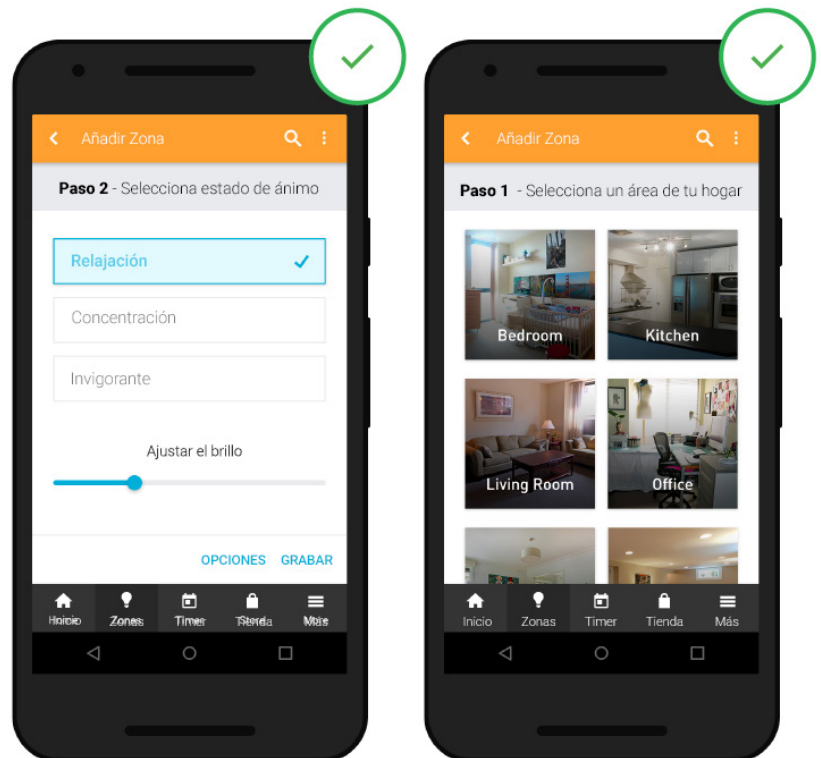 Añadir Zona
Paso 2 - Selecciona estado de ánimo
Relajación
Concentración
Invigorante
Ajustar el brillo
OPCIONES GRABAR
Añadir Zona
Paso 1 - Selecciona un área de tu hogar
Bedroom Kitchen
Living Room Office
Inicio Zonas Timer Tienda Más